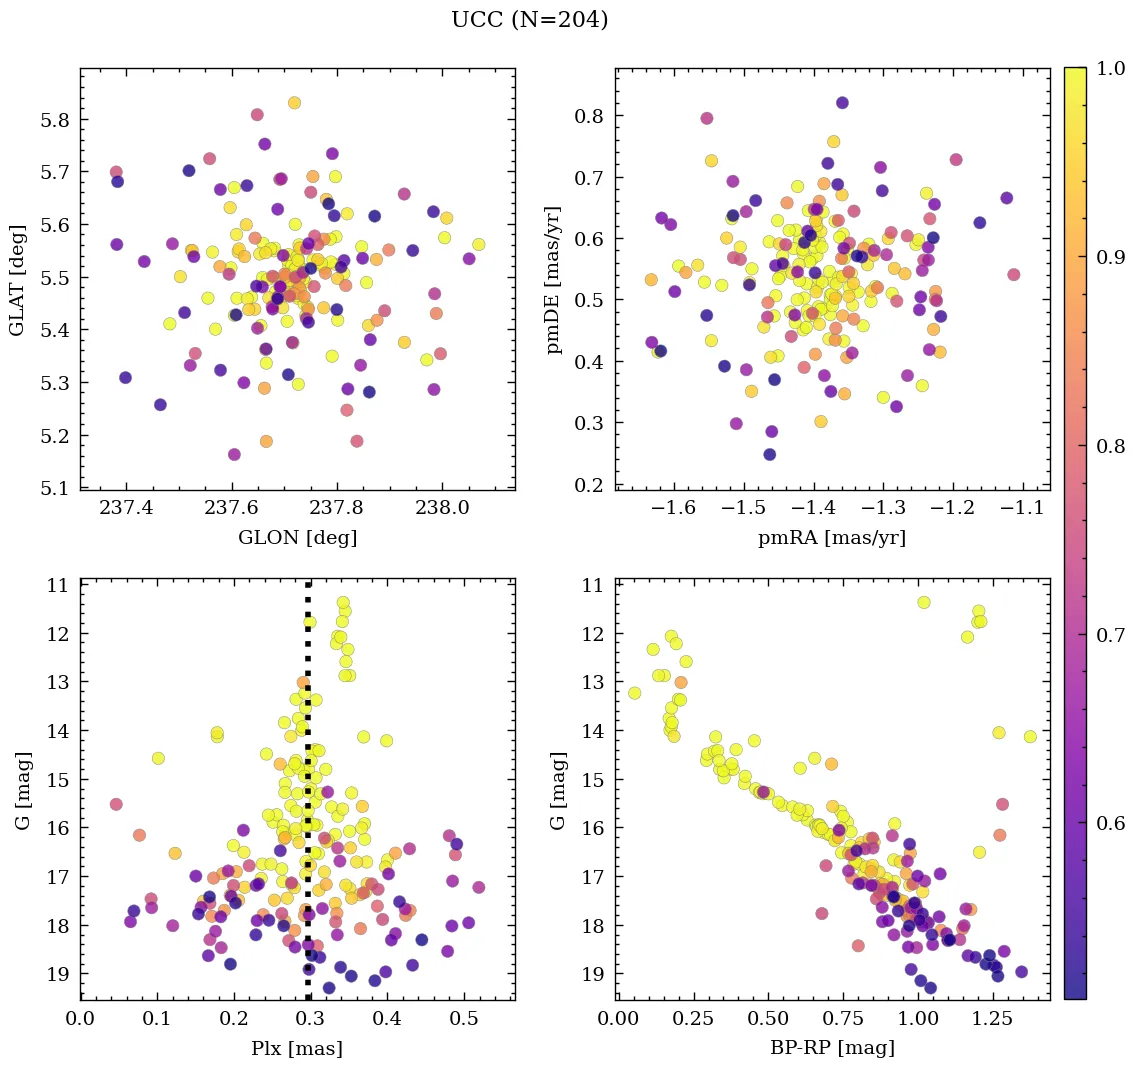 UCC (N=204)
5.8
5.7
5.6
5.5
5.4
5.3
5.2
5.1
GLAT [deg]
237.4 237.6 237.8 238.0
GLON [deg]
0.8
0.7
0.6
0.5
0.4
0.3
0.2
pmDE [mas/yr]
−1.6 −1.5 −1.4 −1.3 −1.2 −1.1
pmRA [mas/yr]
1.0
0.9
0.8
0.7
0.6
11
12
13
14
15
16
17
18
19
G [mag]
0.0 0.1 0.2 0.3 0.4 0.5
Plx [mas]
11
12
13
14
15
16
17
18
19
G [mag]
0.00 0.25 0.50 0.75 1.00 1.25
BP-RP [mag]